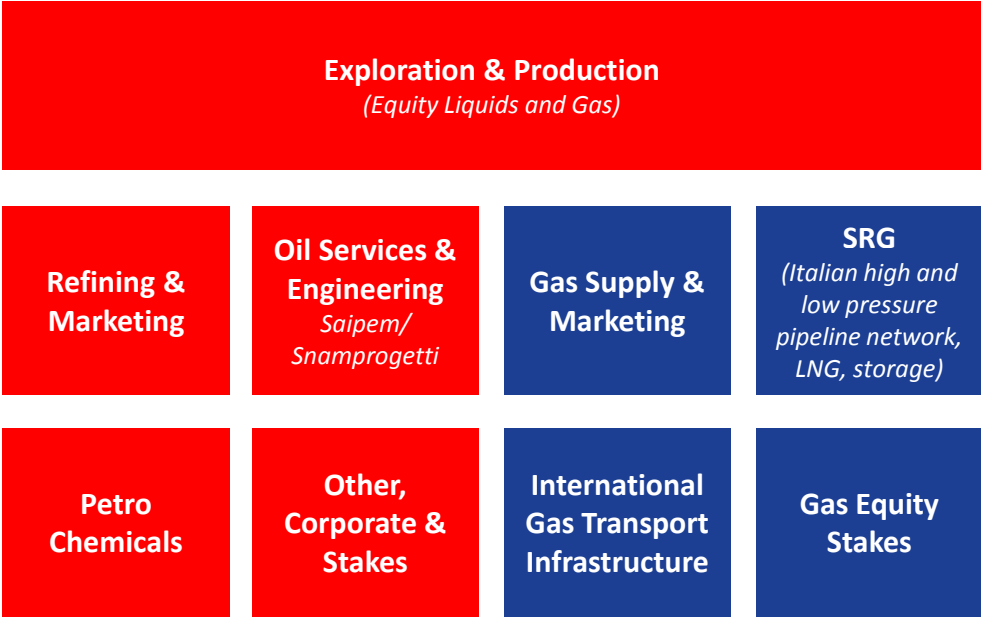 Exploration & Production
(Equity Liquids and Gas)
Refining &
Marketing
Oil Services &
Engineering
Saipem/
Snamprogetti
Gas Supply &
Marketing
SRG
(Italian high and
low pressure
pipeline network,
LNG, storage)
Petro
Chemicals
Other,
Corporate &
Stakes
International
Gas Transport
Infrastructure
Gas Equity
Stakes